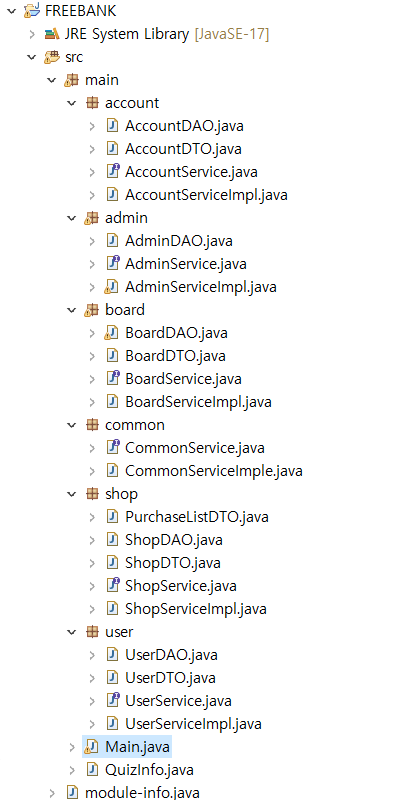 FREEBANK
JRE System Library [JavaSE-17]
src
main
account
AccountDAO.java
AccountDTO.java
AccountService.java
AccountServiceImpl.java
admin
AdminDAO.java
AdminService.java
AdminServiceImpl.java
board
BoardDAO.java
BoardDTO.java
BoardService.java
BoardServiceImpl.java
common
CommonService.java
CommonServiceImple.java
shop
PurchaseListDTO.java
ShopDAO.java
ShopDTO.java
ShopService.java
ShopServiceImpl.java
user
UserDAO.java
UserDTO.java
UserService.java
UserServiceImpl.java
Main.java
QuizInfo.java
module-info.java